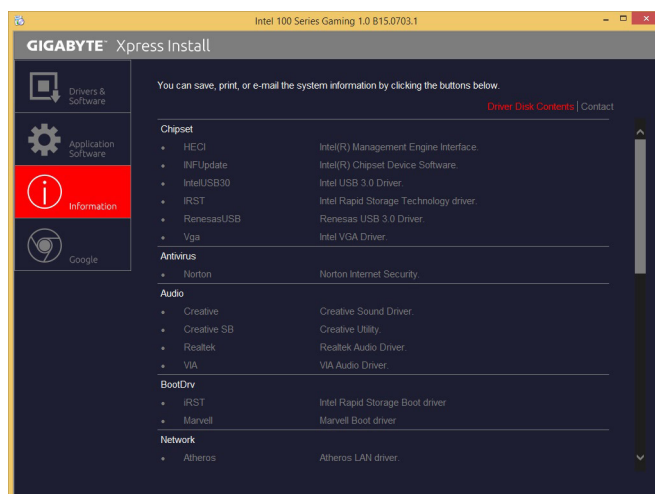 Intel 100 Series Gaming 1.0 B15.0703.1
GIGABYTE™ Xpress Install
Drivers &
Software
Application
Software
Information
Google
You can save, print, or e-mail the system information by clicking the buttons below.
Driver Disk Contents | Contact
Chipset
• HECI Intel(R) Management Engine Interface.
• INFUpdate Intel(R) Chipset Device Software.
• IntelUSB30 Intel USB 3.0 Driver.
• IRST Intel Rapid Storage Technology driver.
• RenesasUSB Renesas USB 3.0 Driver.
• Vga Intel VGA Driver.
Antivirus
• Norton Norton Internet Security.
Audio
• Creative Creative Sound Driver.
• Creative SB Creative Utility.
• Realtek Realtek Audio Driver.
• VIA VIA Audio Driver.
BootDrv
• iRST Intel Rapid Storage Boot driver
• Marvell Marvell Boot driver
Network
• Atheros Atheros LAN driver.